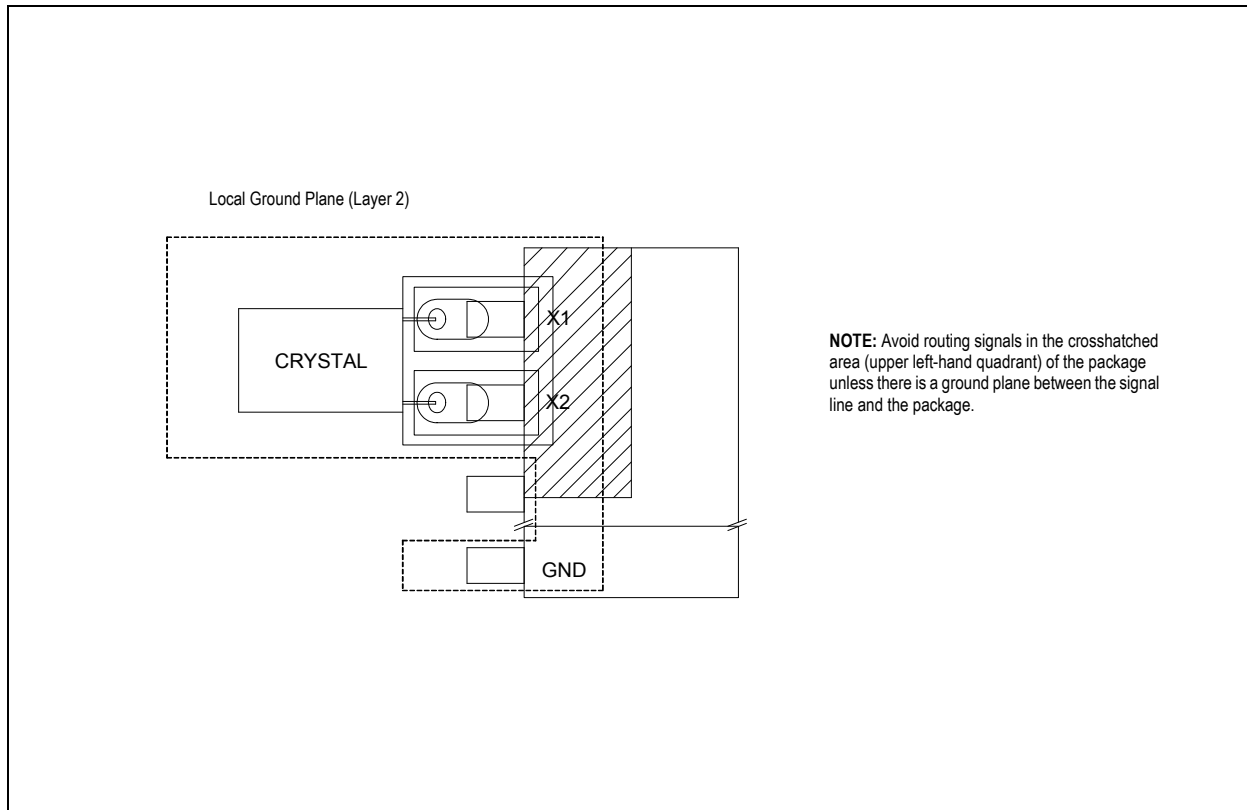 Local Ground Plane (Layer 2)
X1
CRYSTAL
X2
GND
NOTE: Avoid routing signals in the crosshatched
area (upper left-hand quadrant) of the package
unless there is a ground plane between the signal
line and the package.